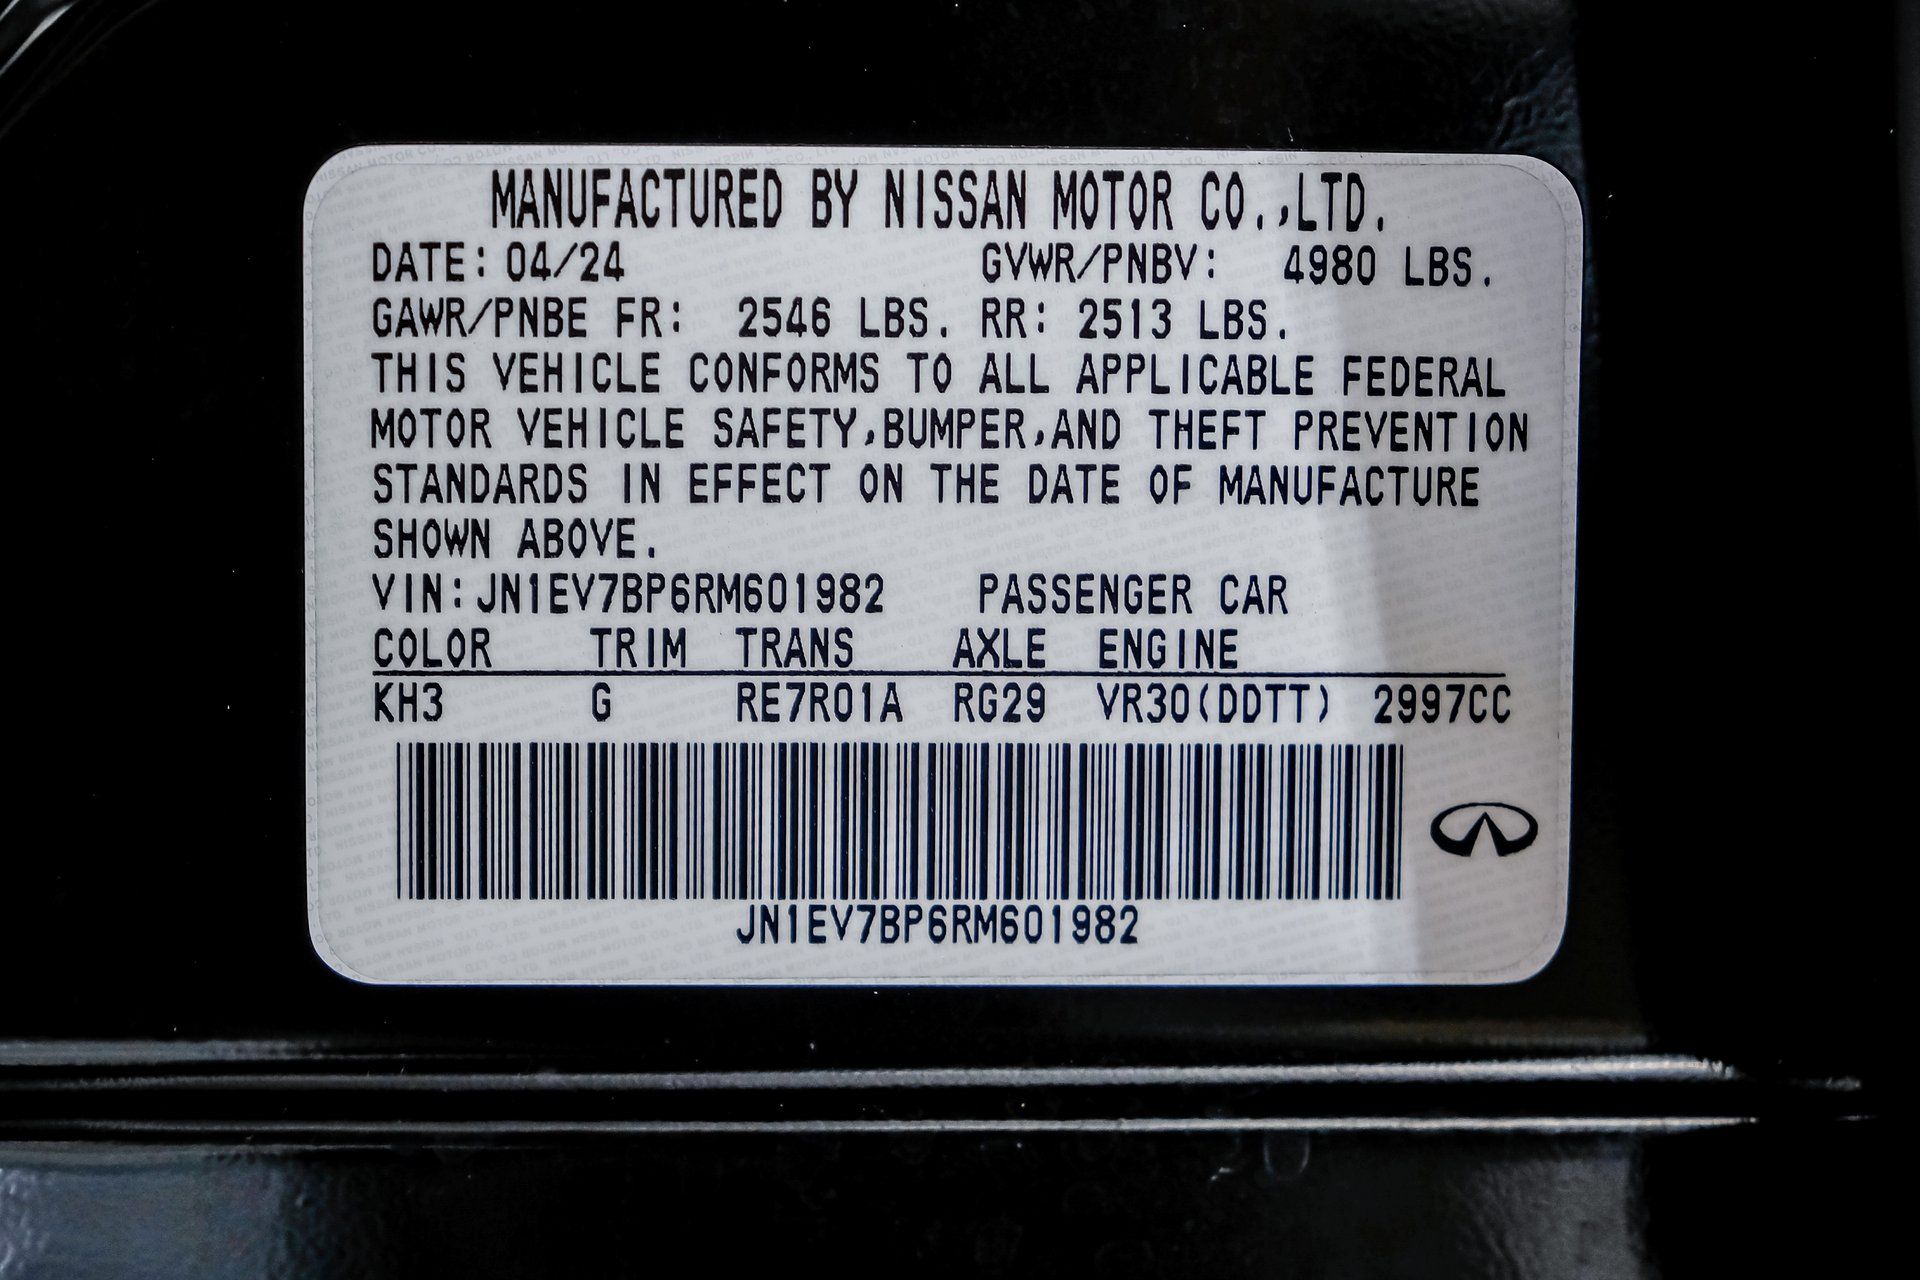 MANUFACTURED BY NISSAN MOTOR CO.,LTD.
DATE: 04/24 GVWR/PNBV: 4980 LBS.
GAWR/PNBE FR: 2546 LBS. RR: 2513 LBS.
THIS VEHICLE CONFORMS TO ALL APPLICABLE FEDERAL
MOTOR VEHICLE SAFETY,BUMPER,AND THEFT PREVENTION
STANDARDS IN EFFECT ON THE DATE OF MANUFACTURE
SHOWN ABOVE.
VIN:JN1EV7BP6RM601982 PASSENGER CAR
COLOR TRIM TRANS AXLE ENGINE
KH3 G RE7R01A RG29 VR30(DDTT) 2997CC
JN1EV7BP6RM601982